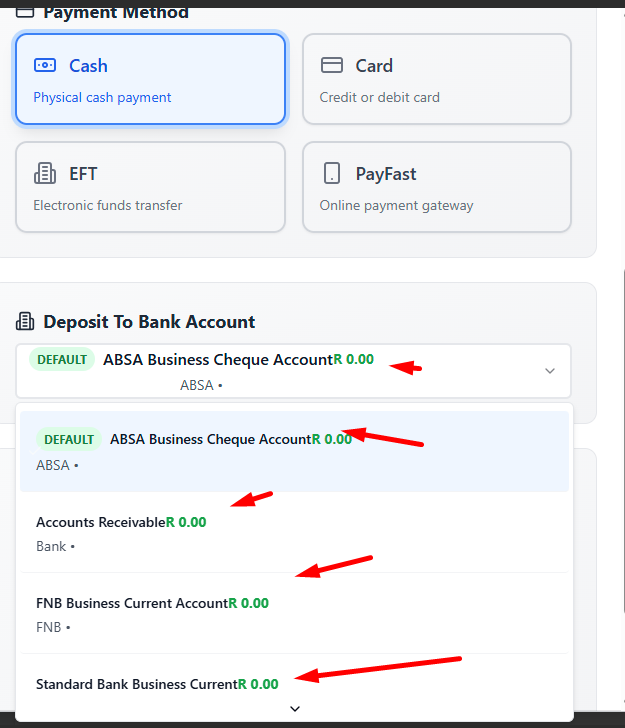 Payment Method
Cash
Physical cash payment
Card
Credit or debit card
EFT
Electronic funds transfer
PayFast
Online payment gateway
Deposit To Bank Account
DEFAULT ABSA Business Cheque AccountR 0.00
ABSA •
DEFAULT ABSA Business Cheque AccountR 0.00
ABSA •
Accounts ReceivableR 0.00
Bank •
FNB Business Current AccountR 0.00
FNB •
Standard Bank Business CurrentR 0.00